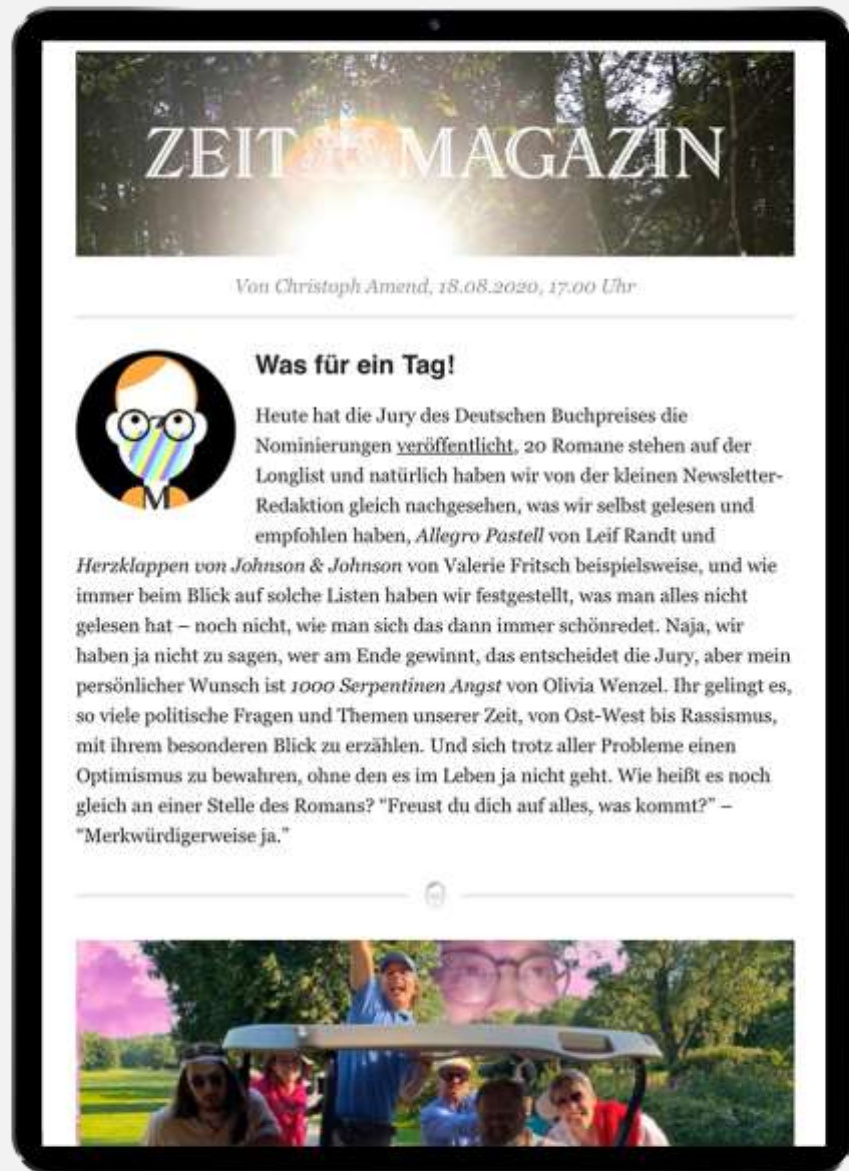 ZEIT MAGAZIN
Von Christoph Amend, 18.08.2020, 17.00 Uhr
Was für ein Tag!
Heute hat die Jury des Deutschen Buchpreises die
Nominierungen veröffentlicht, 20 Romane stehen auf der
Longlist und natürlich haben wir von der kleinen Newsletter-
Redaktion gleich nachgesehen, was wir selbst gelesen und
empfohlen haben, Allegro Pastell von Leif Randt und
Herzklappen von Johnson & Johnson von Valerie Fritsch beispielsweise, und wie
immer beim Blick auf solche Listen haben wir festgestellt, was man alles nicht
gelesen hat – noch nicht, wie man sich das dann immer schönredet. Naja, wir
haben ja nicht zu sagen, wer am Ende gewinnt, das entscheidet die Jury, aber mein
persönlicher Wunsch ist 1000 Serpentinen Angst von Olivia Wenzel. Ihr gelingt es,
so viele politische Fragen und Themen unserer Zeit, von Ost-West bis Rassismus,
mit ihrem besonderen Blick zu erzählen. Und sich trotz aller Probleme einen
Optimismus zu bewahren, ohne den es im Leben ja nicht geht. Wie heißt es noch
gleich an einer Stelle des Romans? “Freust du dich auf alles, was kommt?” –
“Merkwürdigerweise ja.”
M